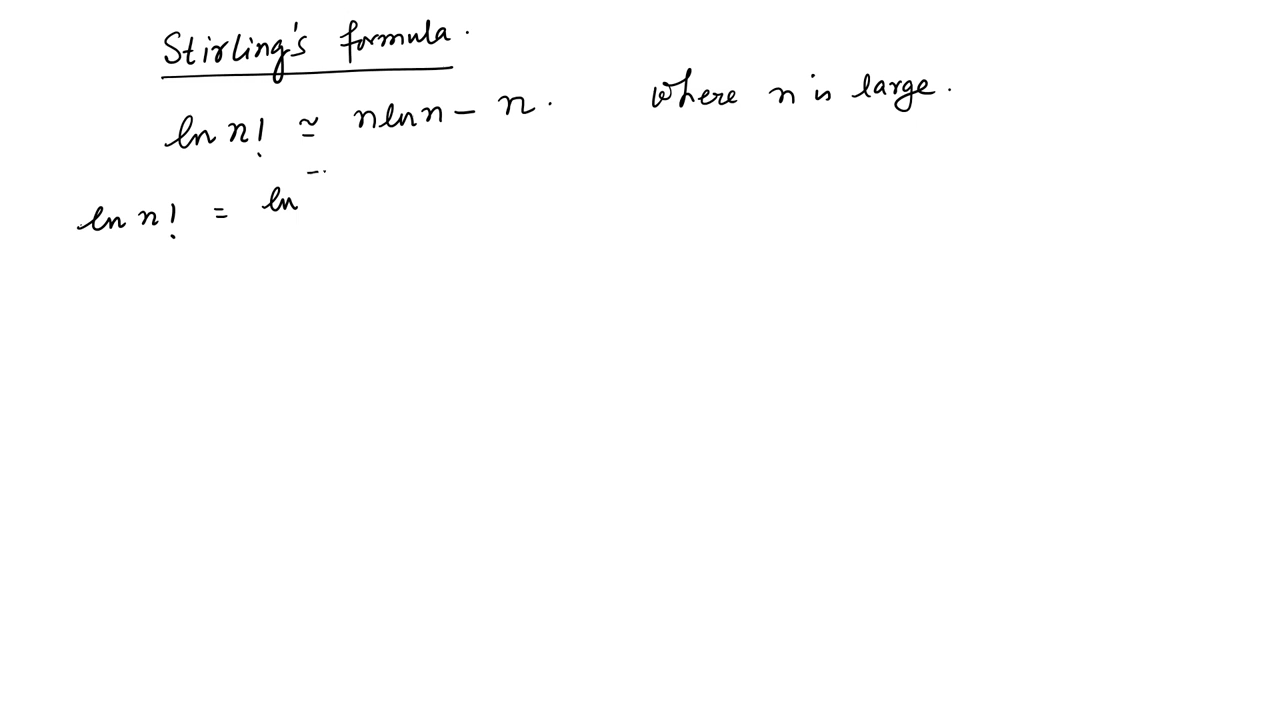 Stirling's formula.
ln n! ≃ n ln n - n. where n is large.
ln n! = ln